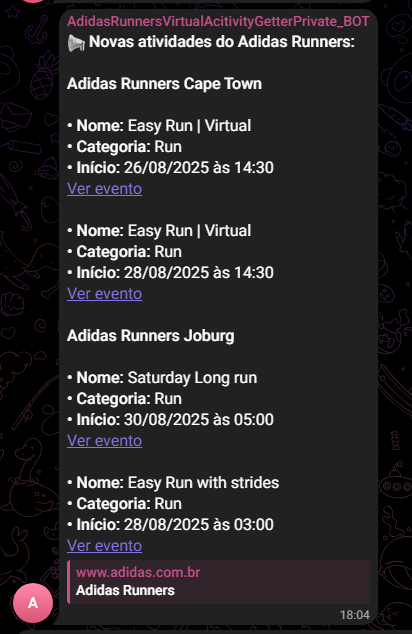 AdidasRunnersVirtualAcitivityGetterPrivate_BOT
📢 Novas atividades do Adidas Runners:
Adidas Runners Cape Town
• Nome: Easy Run | Virtual
• Categoria: Run
• Início: 26/08/2025 às 14:30
Ver evento
• Nome: Easy Run | Virtual
• Categoria: Run
• Início: 28/08/2025 às 14:30
Ver evento
Adidas Runners Joburg
• Nome: Saturday Long run
• Categoria: Run
• Início: 30/08/2025 às 05:00
Ver evento
• Nome: Easy Run with strides
• Categoria: Run
• Início: 28/08/2025 às 03:00
Ver evento
www.adidas.com.br
Adidas Runners
A
18:04